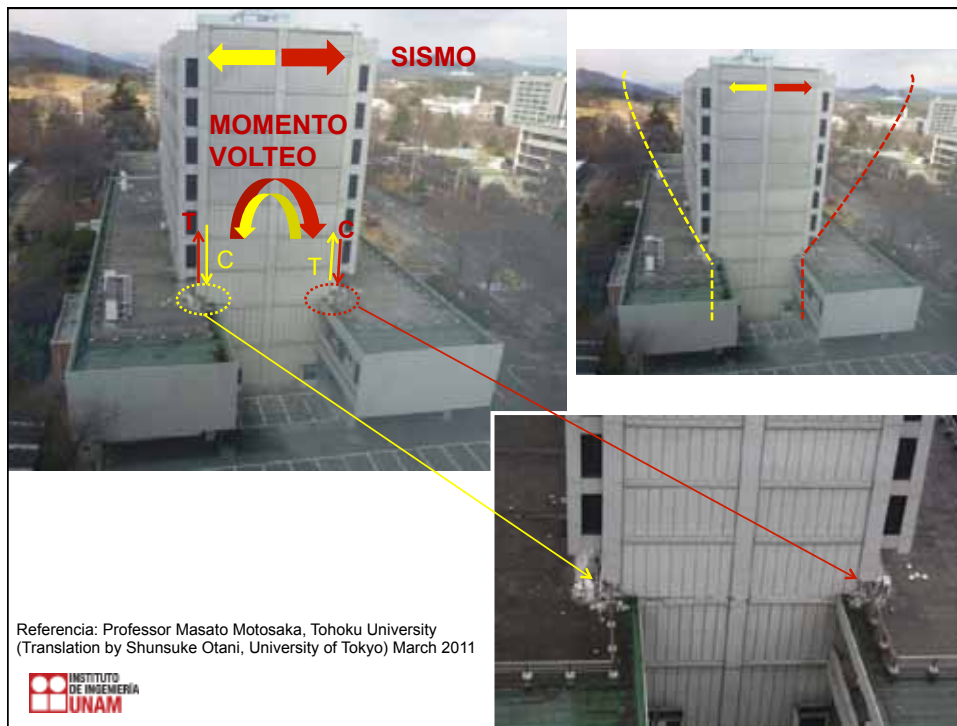 SISMO
MOMENTO
VOLTEO
T
C
C
T
Referencia: Professor Masato Motosaka, Tohoku University
(Translation by Shunsuke Otani, University of Tokyo) March 2011
INSTITUTO
DE INGENIERÍA
UNAM